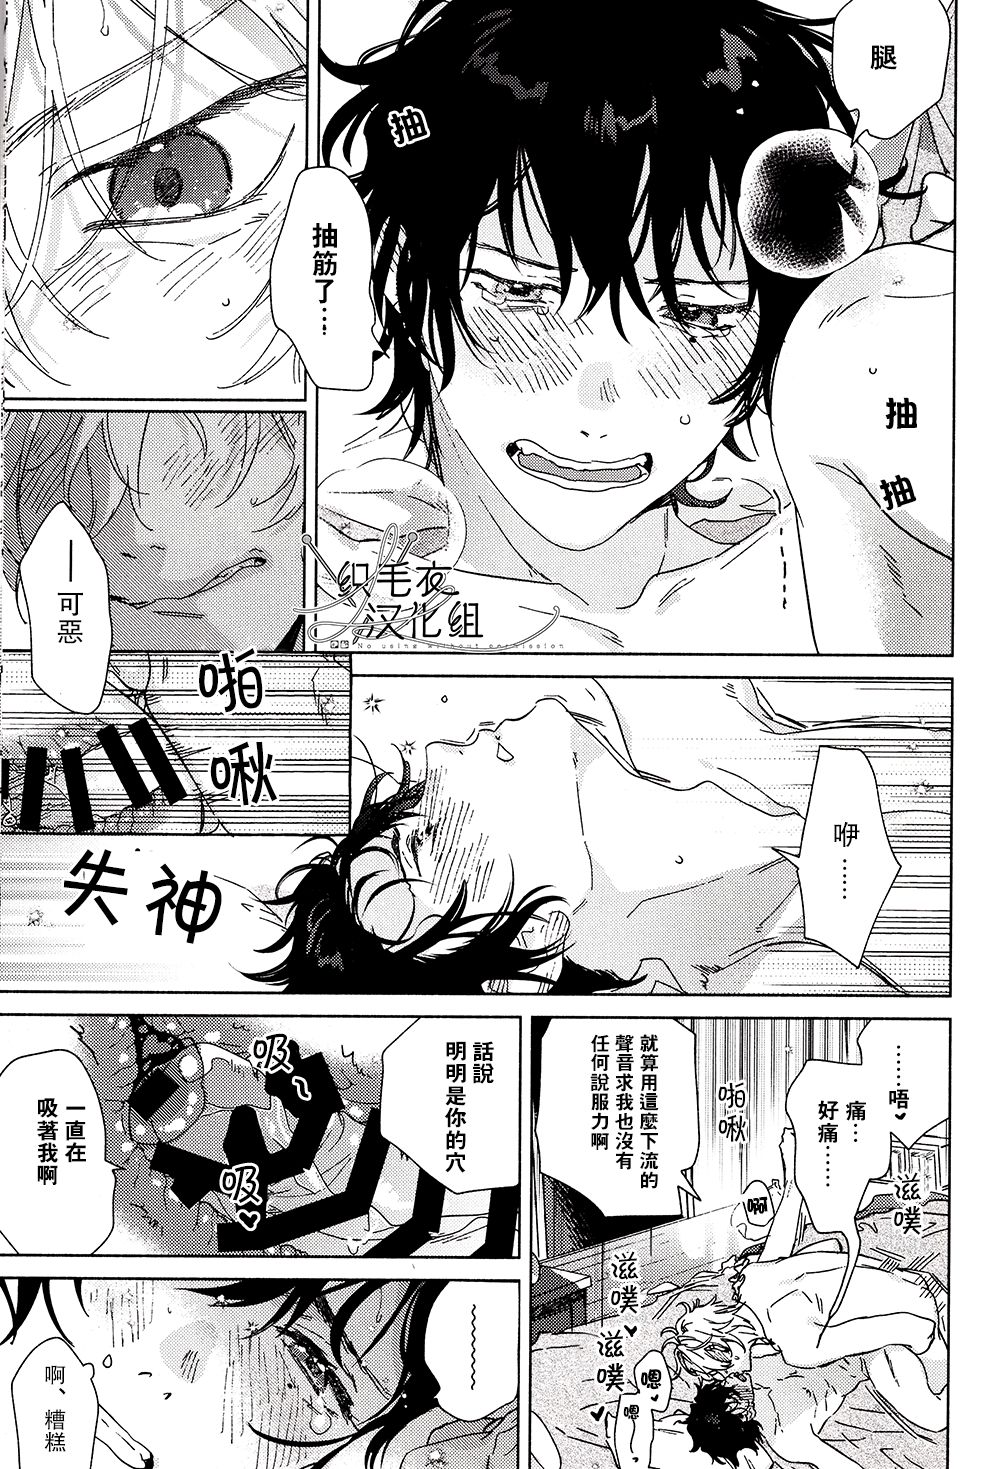 腿
抽
抽筋了…
抽
抽
—可惡
织毛衣
汉化组
No using without permission
啪
啾
咿……
失神
……唔♥
痛…
好痛……
滋噗
就算用這麼下流的
聲音求我也沒有
任何說服力啊
啪
啾
啊
滋噗♥
滋噗♥
嗯♥
嗯
話說
明明是你的穴
吸~
吸♥
一直在
吸著我啊
啊、糟糕